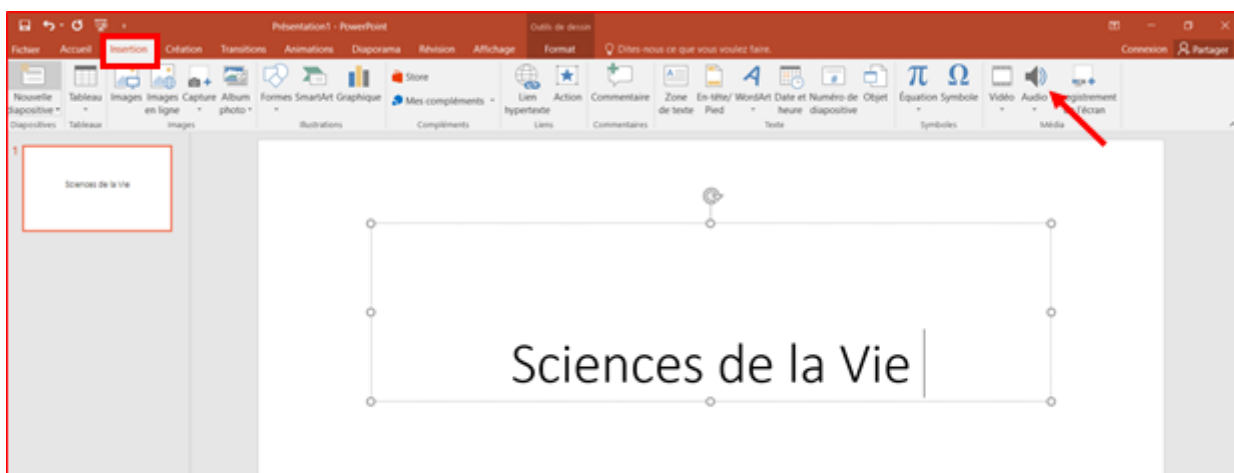 Présentation1 - PowerPoint
Outils de dessin
Fichier Accueil Insertion Création Transitions Animations Diaporama Révision Affichage Format Dites-nous ce que vous voulez faire. Connexion Partager
Nouvelle diapositive
Tableau
Images
Images en ligne
Capture
Album photo
Formes
SmartArt
Graphique
Store
Mes compléments
Lien hypertexte
Action
Commentaire
Zone de texte
En-tête/ Pied
WordArt
Date et heure
Numéro de diapositive
Objet
π
Équation
Ω
Symbole
Vidéo
Audio
Diapositives Tableaux Images Illustrations Compléments Liens Commentaires Texte Symboles Média
1
Sciences de la Vie
Sciences de la Vie